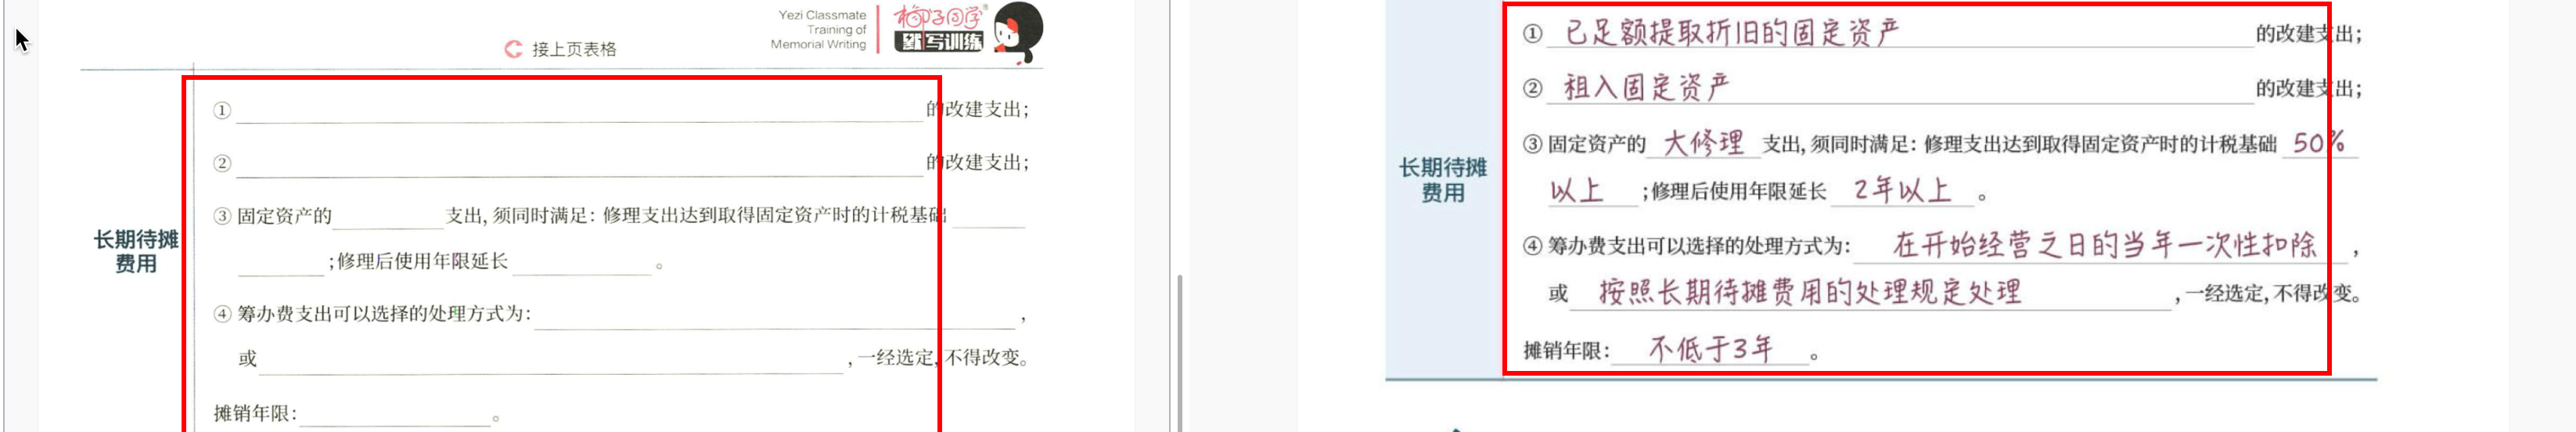 Yezi Classmate
Training of
Memorial Writing
椰子同学
默写训练
接上页表格
长期待摊
费用
① 的改建支出;
② 的改建支出;
③ 固定资产的 支出, 须同时满足: 修理支出达到取得固定资产时的计税基础
;修理后使用年限延长 。
④ 筹办费支出可以选择的处理方式为: ,
或 , 一经选定, 不得改变。
摊销年限: 。
长期待摊
费用
① 已足额提取折旧的固定资产 的改建支出;
② 租入固定资产 的改建支出;
③ 固定资产的 大修理 支出, 须同时满足: 修理支出达到取得固定资产时的计税基础 50%
以上 ;修理后使用年限延长 2年以上 。
④ 筹办费支出可以选择的处理方式为: 在开始经营之日的当年一次性扣除 ,
或 按照长期待摊费用的处理规定处理 , 一经选定, 不得改变。
摊销年限: 不低于3年 。